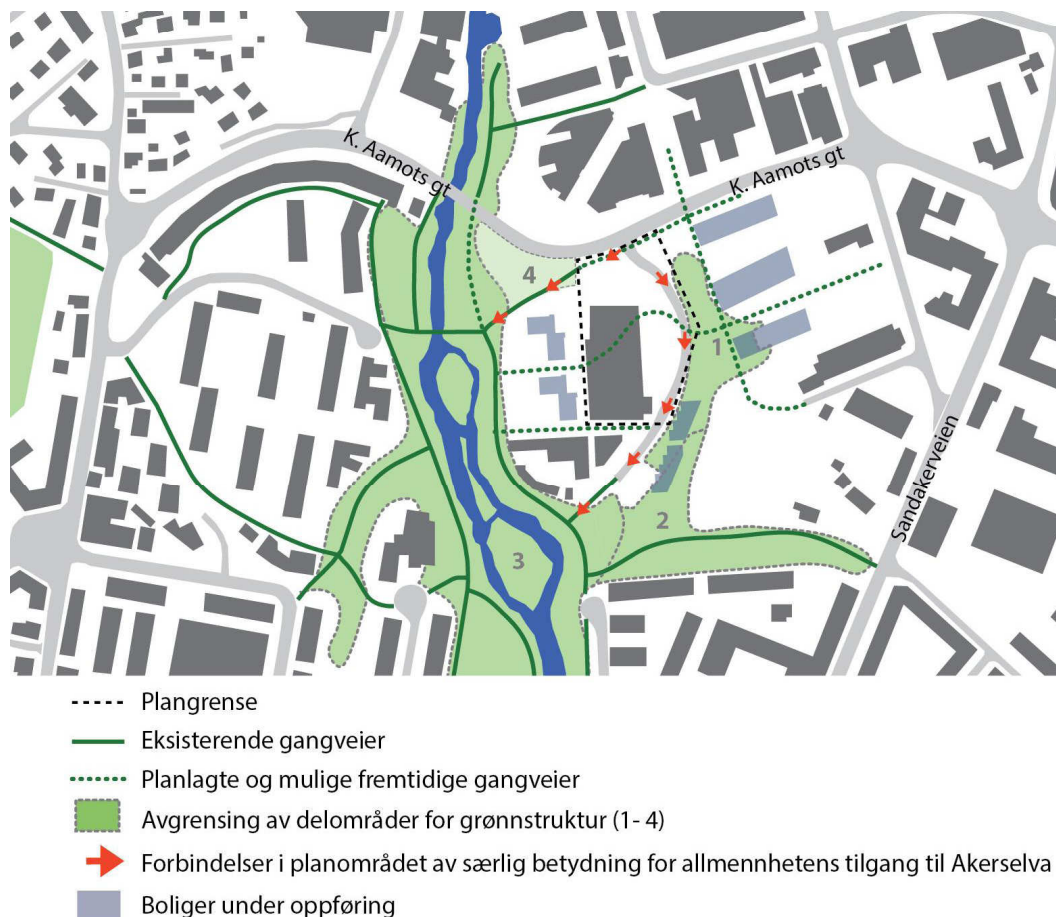 K. Aamots gt
K. Aamots gt
4
1
Sandakerveien
2
3
Plangrense
Eksisterende gangveier
Planlagte og mulige fremtidige gangveier
Avgrensing av delområder for grønnstruktur (1- 4)
Forbindelser i planområdet av særlig betydning for allmennhetens tilgang til Akerselva
Boliger under oppføring